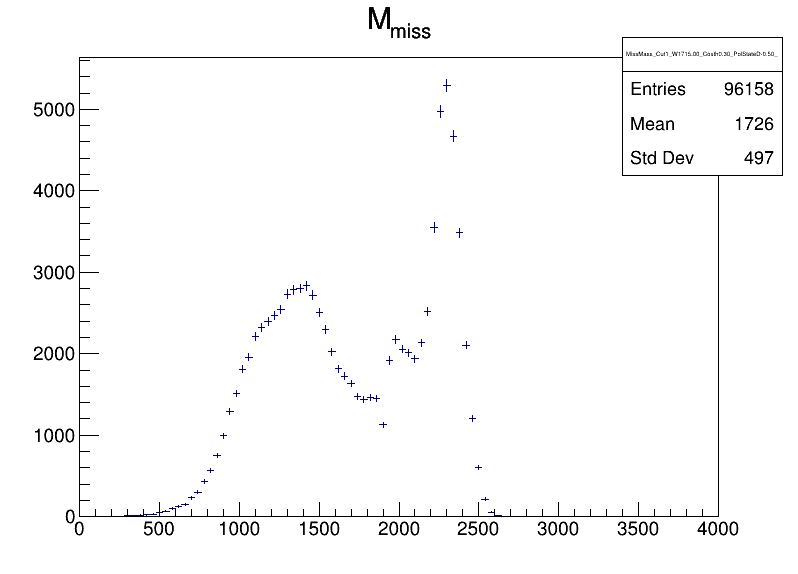 M_miss
MissMass_Cut1_W1715.00_Costh0.30_PolStateD-0.50_
Entries 96158
Mean 1726
Std Dev 497
5000
4000
3000
2000
1000
0
0 500 1000 1500 2000 2500 3000 3500 4000